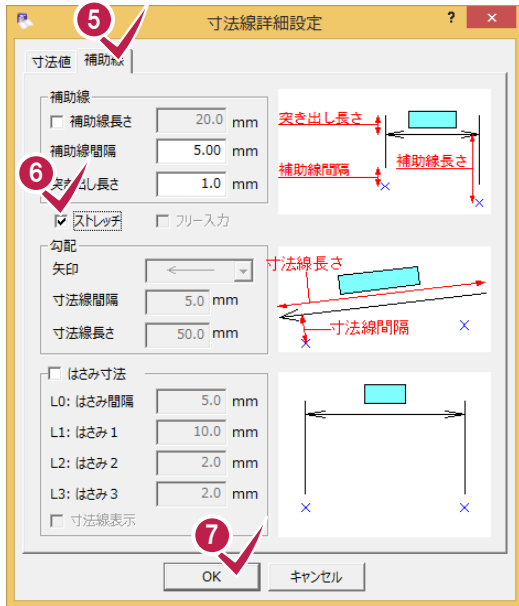 寸法線詳細設定 ? ×
5
寸法値 補助線
補助線
補助線長さ 20.0 mm
補助線間隔 5.00 mm
突き出し長さ 1.0 mm
突き出し長さ
補助線間隔
補助線長さ
6
ストレッチ フリー入力
勾配
矢印
寸法線間隔 5.0 mm
寸法線長さ 50.0 mm
寸法線長さ
寸法線間隔
はさみ寸法
L0: はさみ間隔 5.0 mm
L1: はさみ1 10.0 mm
L2: はさみ2 2.0 mm
L3: はさみ3 2.0 mm
寸法線表示
7
OK キャンセル